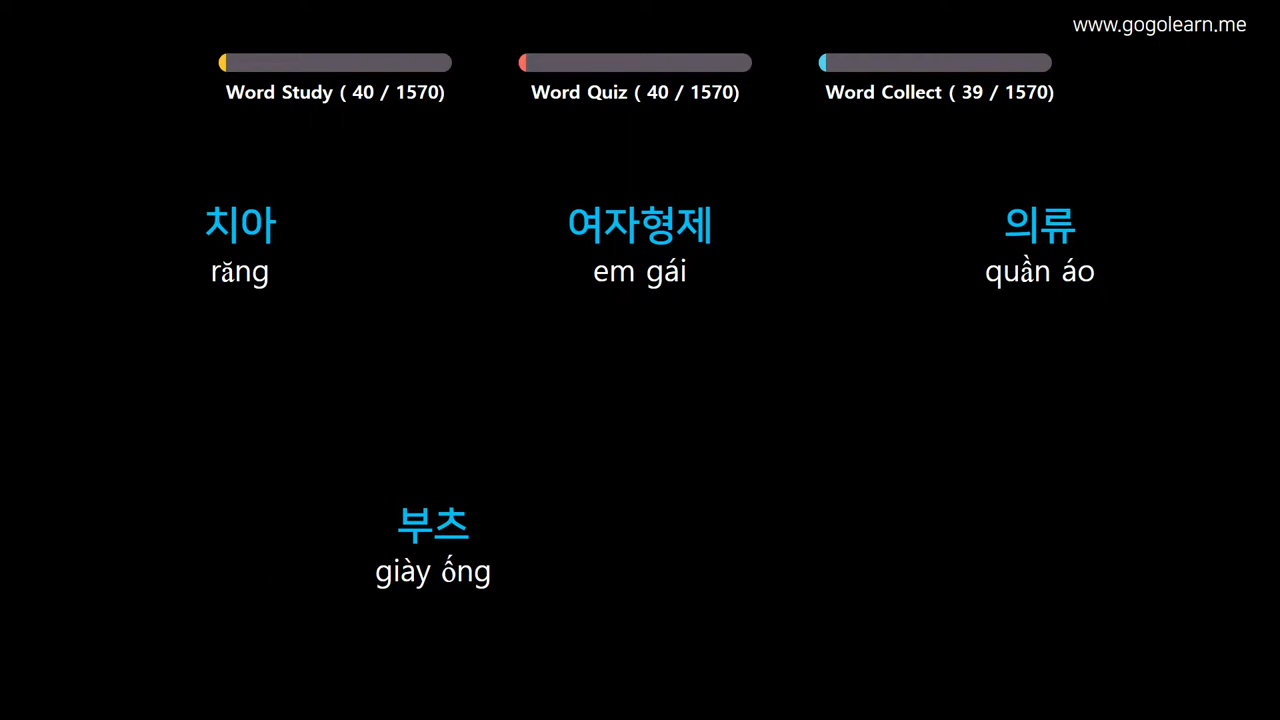 www.gogolearn.me
Word Study ( 40 / 1570)
Word Quiz ( 40 / 1570)
Word Collect ( 39 / 1570)
치아
răng
여자형제
em gái
의류
quần áo
부츠
giày ống